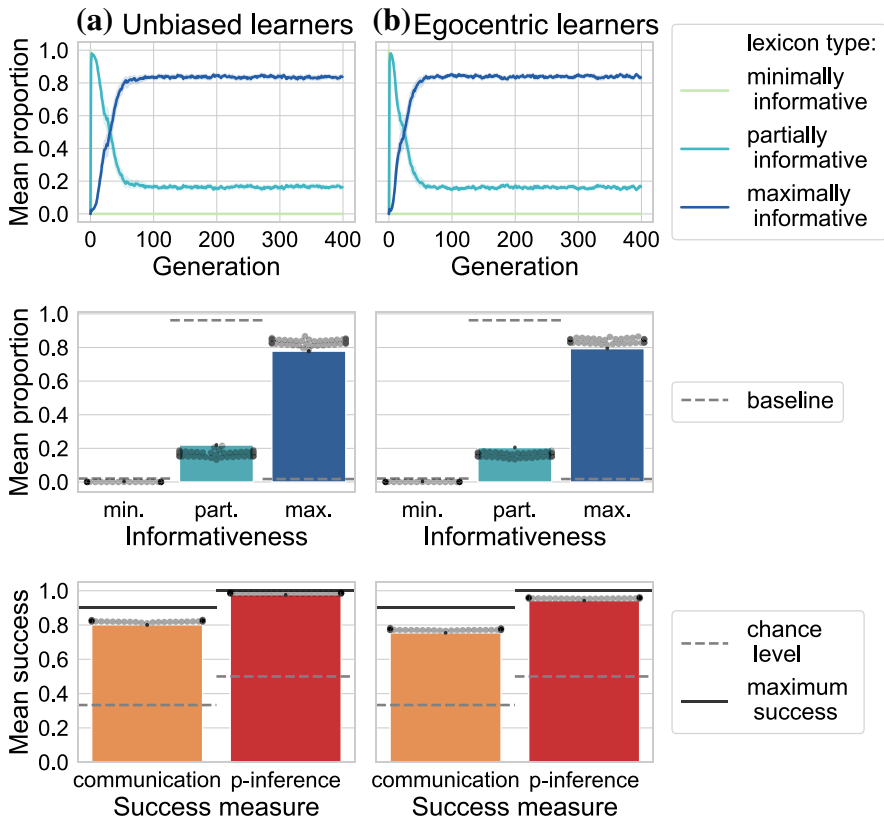 (a) Unbiased learners
(b) Egocentric learners
Mean proportion
1.0
0.8
0.6
0.4
0.2
0.0
0 100 200 300 400
Generation
0 100 200 300 400
Generation
lexicon type:
minimally
informative
partially
informative
maximally
informative
Mean proportion
1.0
0.8
0.6
0.4
0.2
0.0
min. part. max.
Informativeness
min. part. max.
Informativeness
baseline
Mean success
1.0
0.8
0.6
0.4
0.2
0.0
communication p-inference
Success measure
communication p-inference
Success measure
chance
level
maximum
success